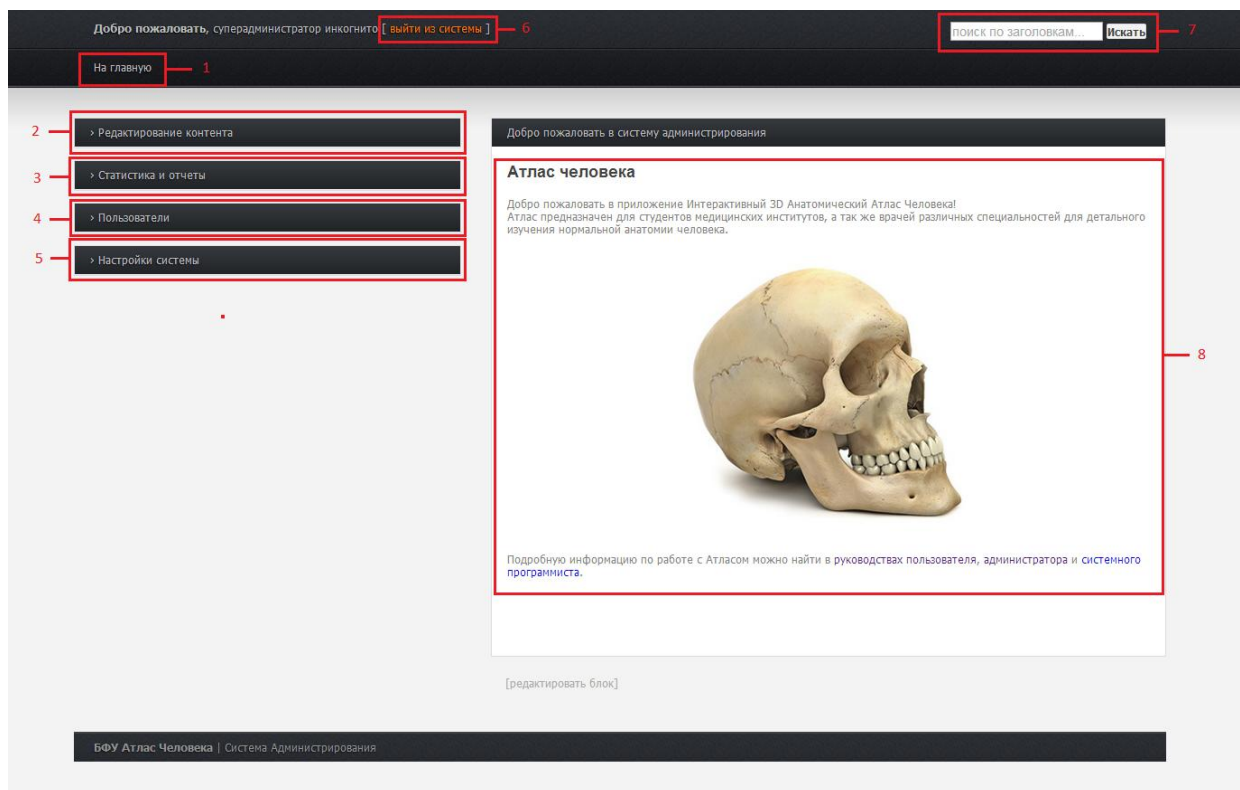 Добро пожаловать, суперадминистратор инкогнито [ выйти из системы ] 6
поиск по заголовкам... Искать 7
На главную 1
2 › Редактирование контента
3 › Статистика и отчеты
4 › Пользователи
5 › Настройки системы
Добро пожаловать в систему администрирования
Атлас человека
Добро пожаловать в приложение Интерактивный 3D Анатомический Атлас Человека!
Атлас предназначен для студентов медицинских институтов, а так же врачей различных специальностей для детального
изучения нормальной анатомии человека.
8
Подробную информацию по работе с Атласом можно найти в руководствах пользователя, администратора и системного
программиста.
[редактировать блок]
БФУ Атлас Человека | Система Администрирования